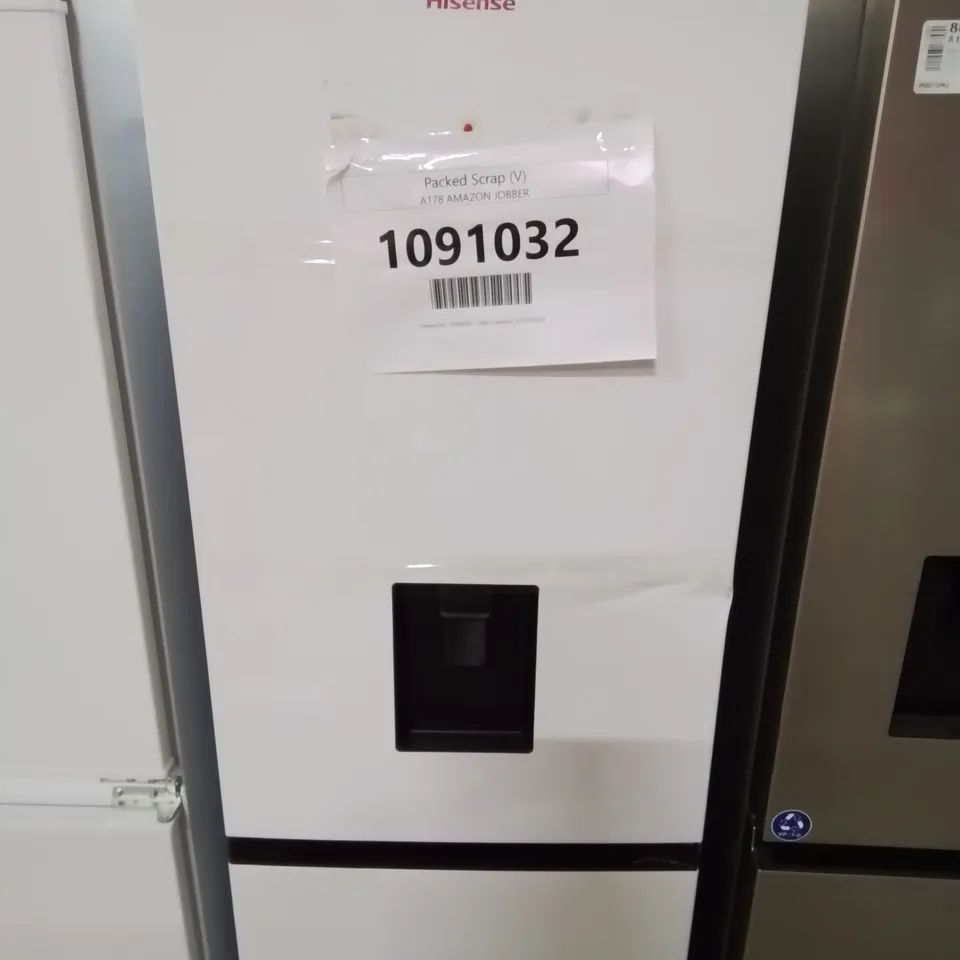 Hisense
Packed Scrap (V)
A178 AMAZON JOBBER
1091032